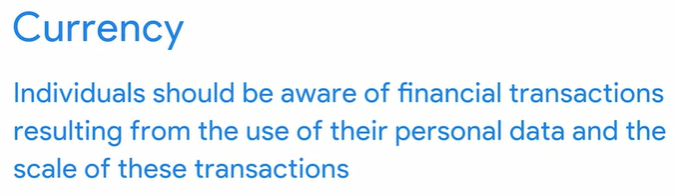 Currency
Individuals should be aware of financial transactions
resulting from the use of their personal data and the
scale of these transactions